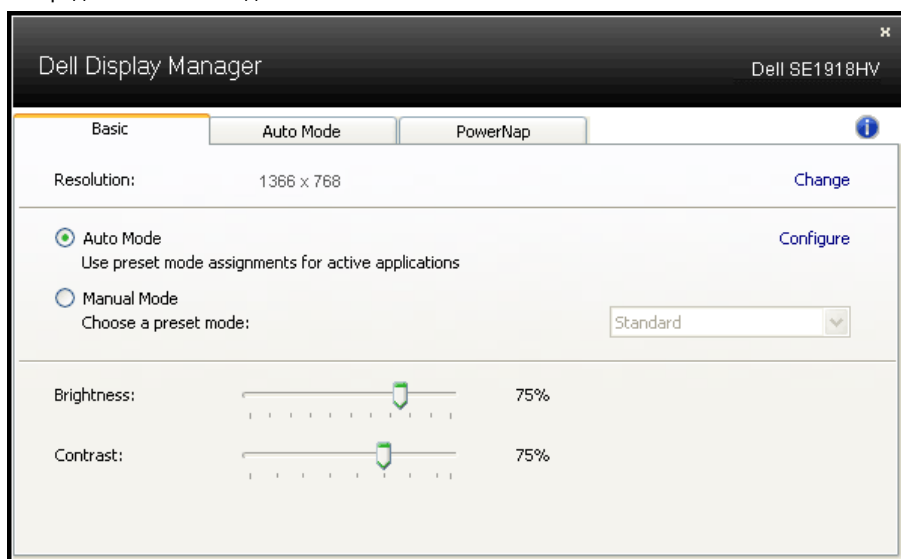 Dell Display Manager
Dell SE1918HV
Basic
Auto Mode
PowerNap
Resolution:
1366 x 768
Change
Auto Mode
Configure
Use preset mode assignments for active applications
Manual Mode
Choose a preset mode:
Standard
Brightness:
75%
Contrast:
75%